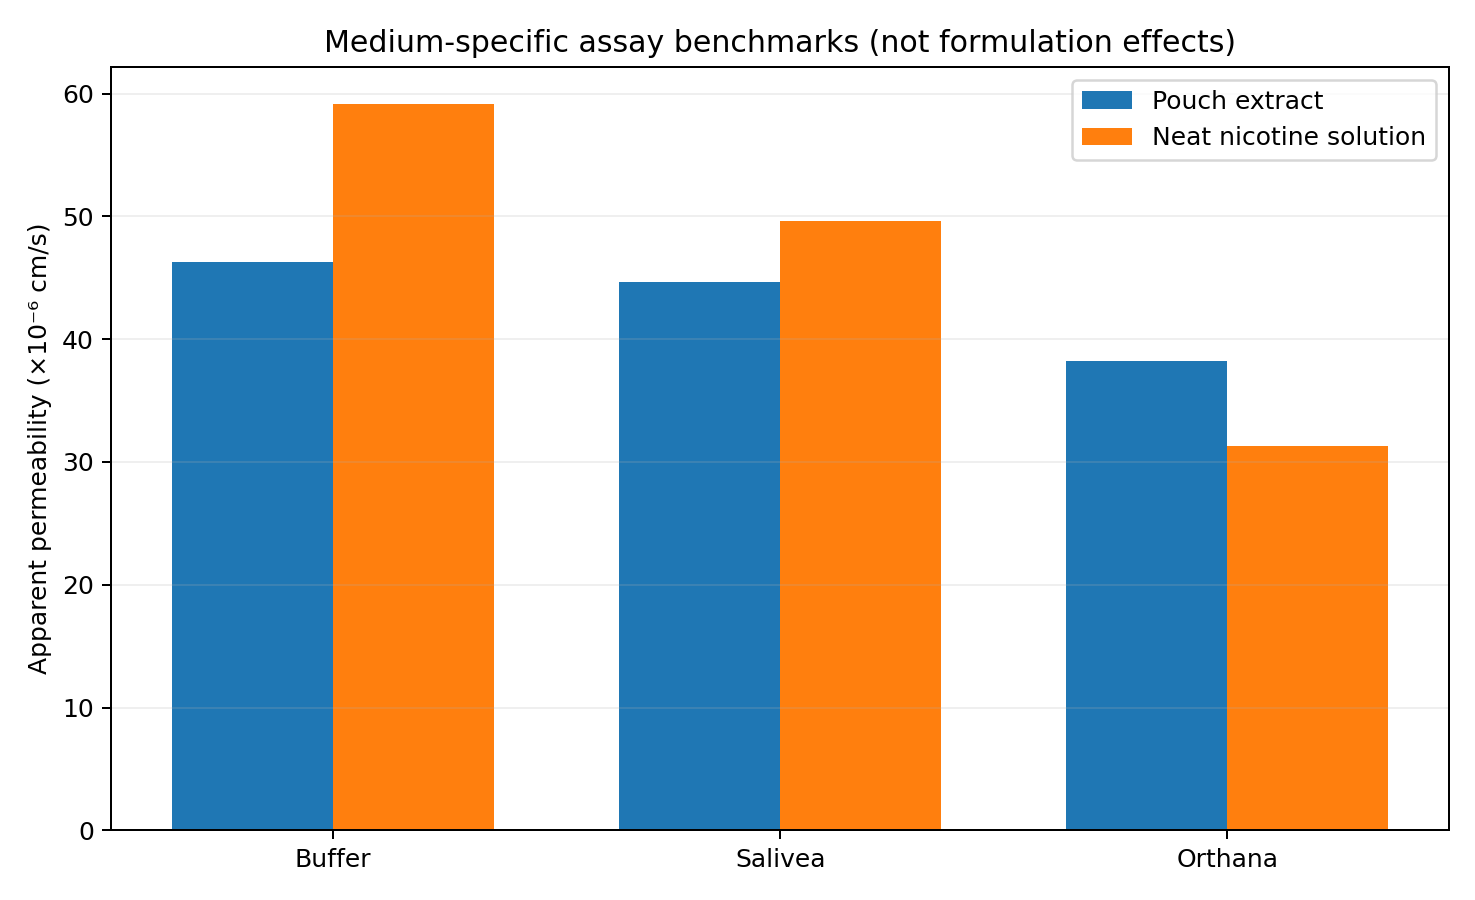 Medium-specific assay benchmarks (not formulation effects)
Pouch extract
Neat nicotine solution
Apparent permeability (×10⁻⁶ cm/s)
60
50
40
30
20
10
0
Buffer
Salivea
Orthana